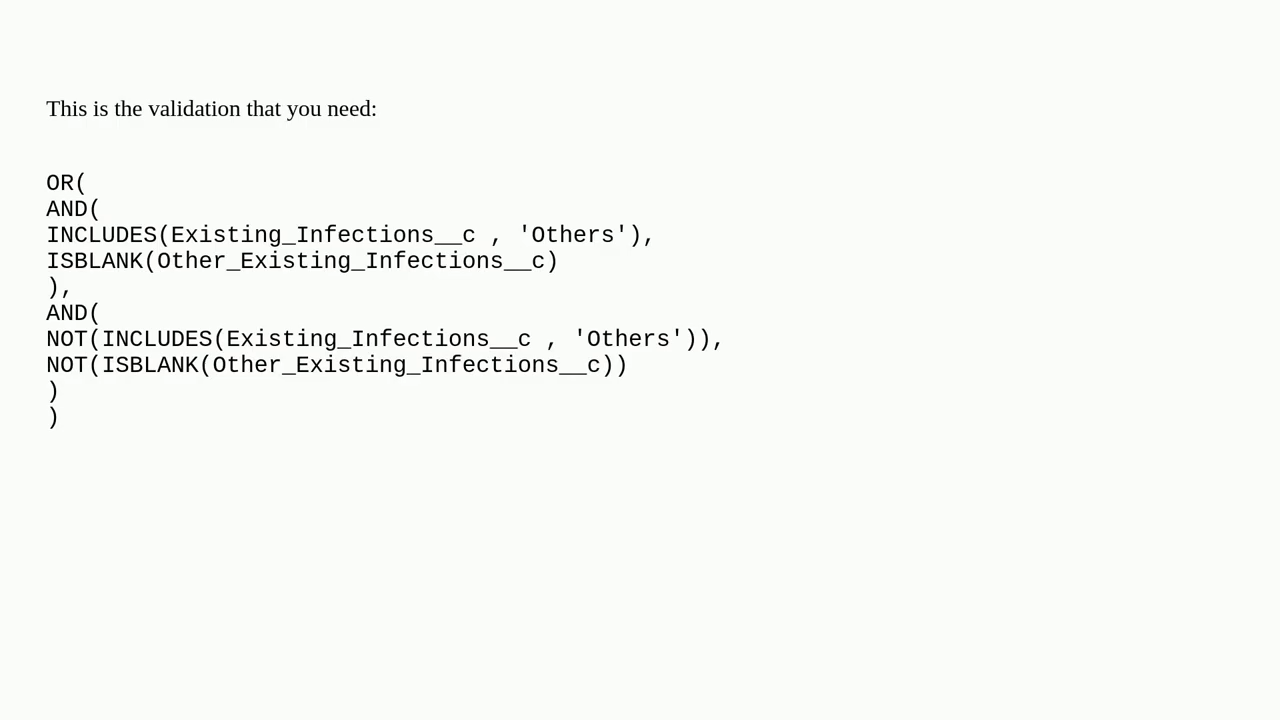 This is the validation that you need:
OR(
AND(
INCLUDES(Existing_Infections__c , 'Others'),
ISBLANK(Other_Existing_Infections__c)
),
AND(
NOT(INCLUDES(Existing_Infections__c , 'Others')),
NOT(ISBLANK(Other_Existing_Infections__c))
)
)